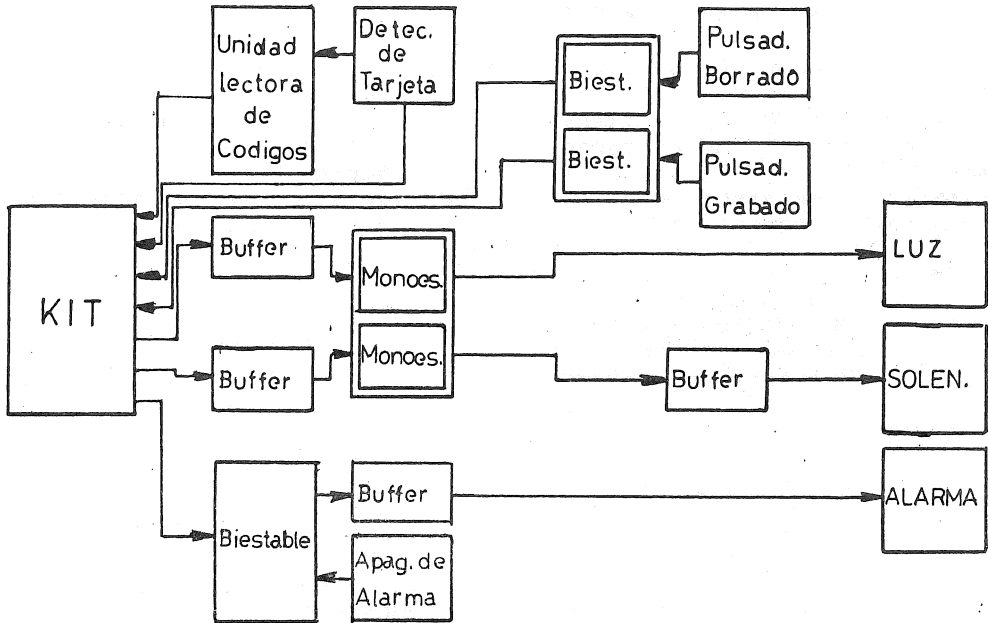 Unidad
lectora
de
Codigos
Detec.
de
Tarjeta
Biest.
Biest.
Pulsad.
Borrado
Pulsad.
Grabado
KIT
Buffer
Monoes.
Monoes.
Buffer
LUZ
Buffer
SOLEN.
Biestable
Buffer
Apag. de
Alarma
ALARMA